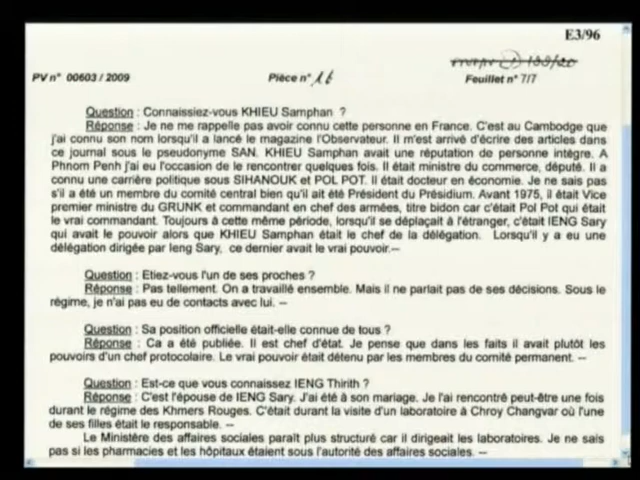 E3/96
PV n° 00603 / 2009 Pièce n° 16 Feuillet n° 7/7
Question : Connaissiez-vous KHIEU Samphan ?
Réponse : Je ne me rappelle pas avoir connu cette personne en France. C'est au Cambodge que
j'ai connu son nom lorsqu'il a lancé le magazine l'Observateur. Il m'est arrivé d'écrire des articles dans
ce journal sous le pseudonyme SAN. KHIEU Samphan avait une réputation de personne intègre. A
Phnom Penh j'ai eu l'occasion de le rencontrer quelques fois. Il était ministre du commerce, député. Il a
connu une carrière politique sous SIHANOUK et POL POT. Il était docteur en économie. Je ne sais pas
s'il a été un membre du comité central bien qu'il ait été Président du Présidium. Avant 1975, il était Vice
premier ministre du GRUNK et commandant en chef des armées, titre bidon car c'était Pol Pot qui était
le vrai commandant. Toujours à cette même période, lorsqu'il se déplaçait à l'étranger, c'était IENG Sary
qui avait le pouvoir alors que KHIEU Samphan était le chef de la délégation. Lorsqu'il y a eu une
délégation dirigée par Ieng Sary, ce dernier avait le vrai pouvoir.--
Question : Etiez-vous l'un de ses proches ?
Réponse : Pas tellement. On a travaillé ensemble. Mais il ne parlait pas de ses décisions. Sous le
régime, je n'ai pas eu de contacts avec lui. --
Question : Sa position officielle était-elle connue de tous ?
Réponse : Ca a été publiée. Il est chef d'état. Je pense que dans les faits il avait plutôt les
pouvoirs d'un chef protocolaire. Le vrai pouvoir était détenu par les membres du comité permanent. --
Question : Est-ce que vous connaissez IENG Thirith ?
Réponse : C'est l'épouse de IENG Sary. J'ai été à son mariage. Je l'ai rencontré peut-être une fois
durant le régime des Khmers Rouges. C'était durant la visite d'un laboratoire à Chroy Changvar où l'une
de ses filles était le responsable. --
Le Ministère des affaires sociales paraît plus structuré car il dirigeait les laboratoires. Je ne sais
pas si les pharmacies et les hôpitaux étaient sous l'autorité des affaires sociales. --